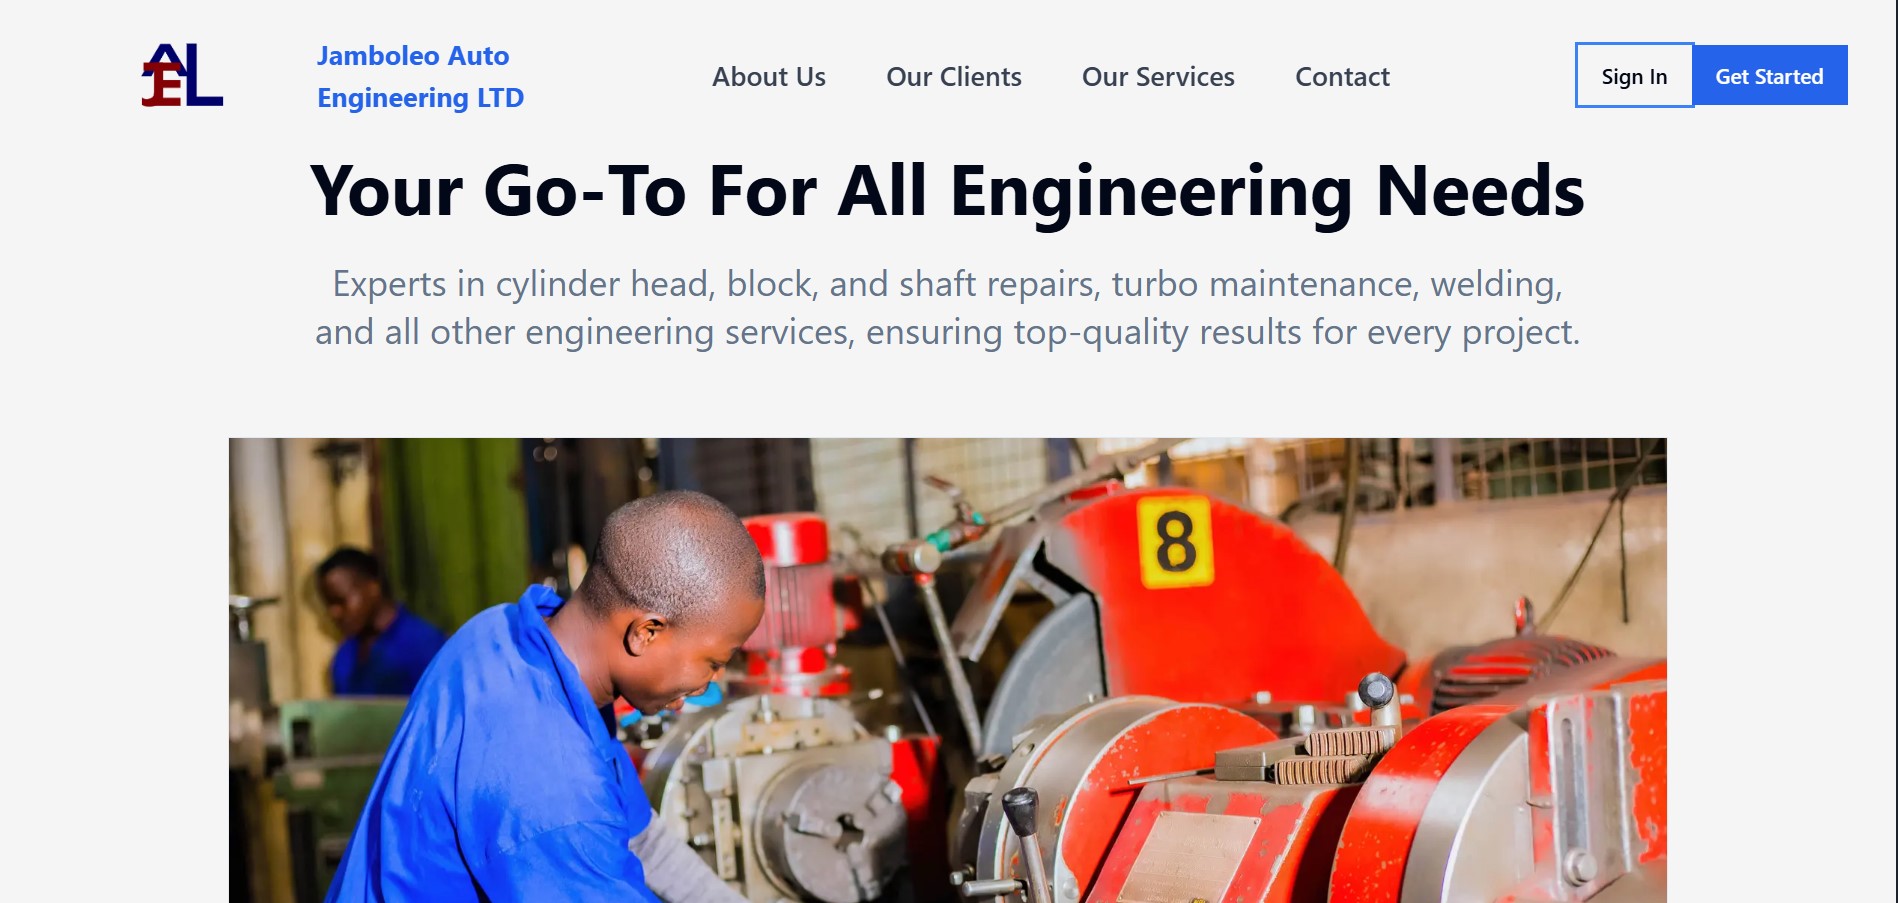 AEL
Jamboleo Auto
Engineering LTD
About Us
Our Clients
Our Services
Contact
Sign In
Get Started
Your Go-To For All Engineering Needs
Experts in cylinder head, block, and shaft repairs, turbo maintenance, welding,
and all other engineering services, ensuring top-quality results for every project.
8